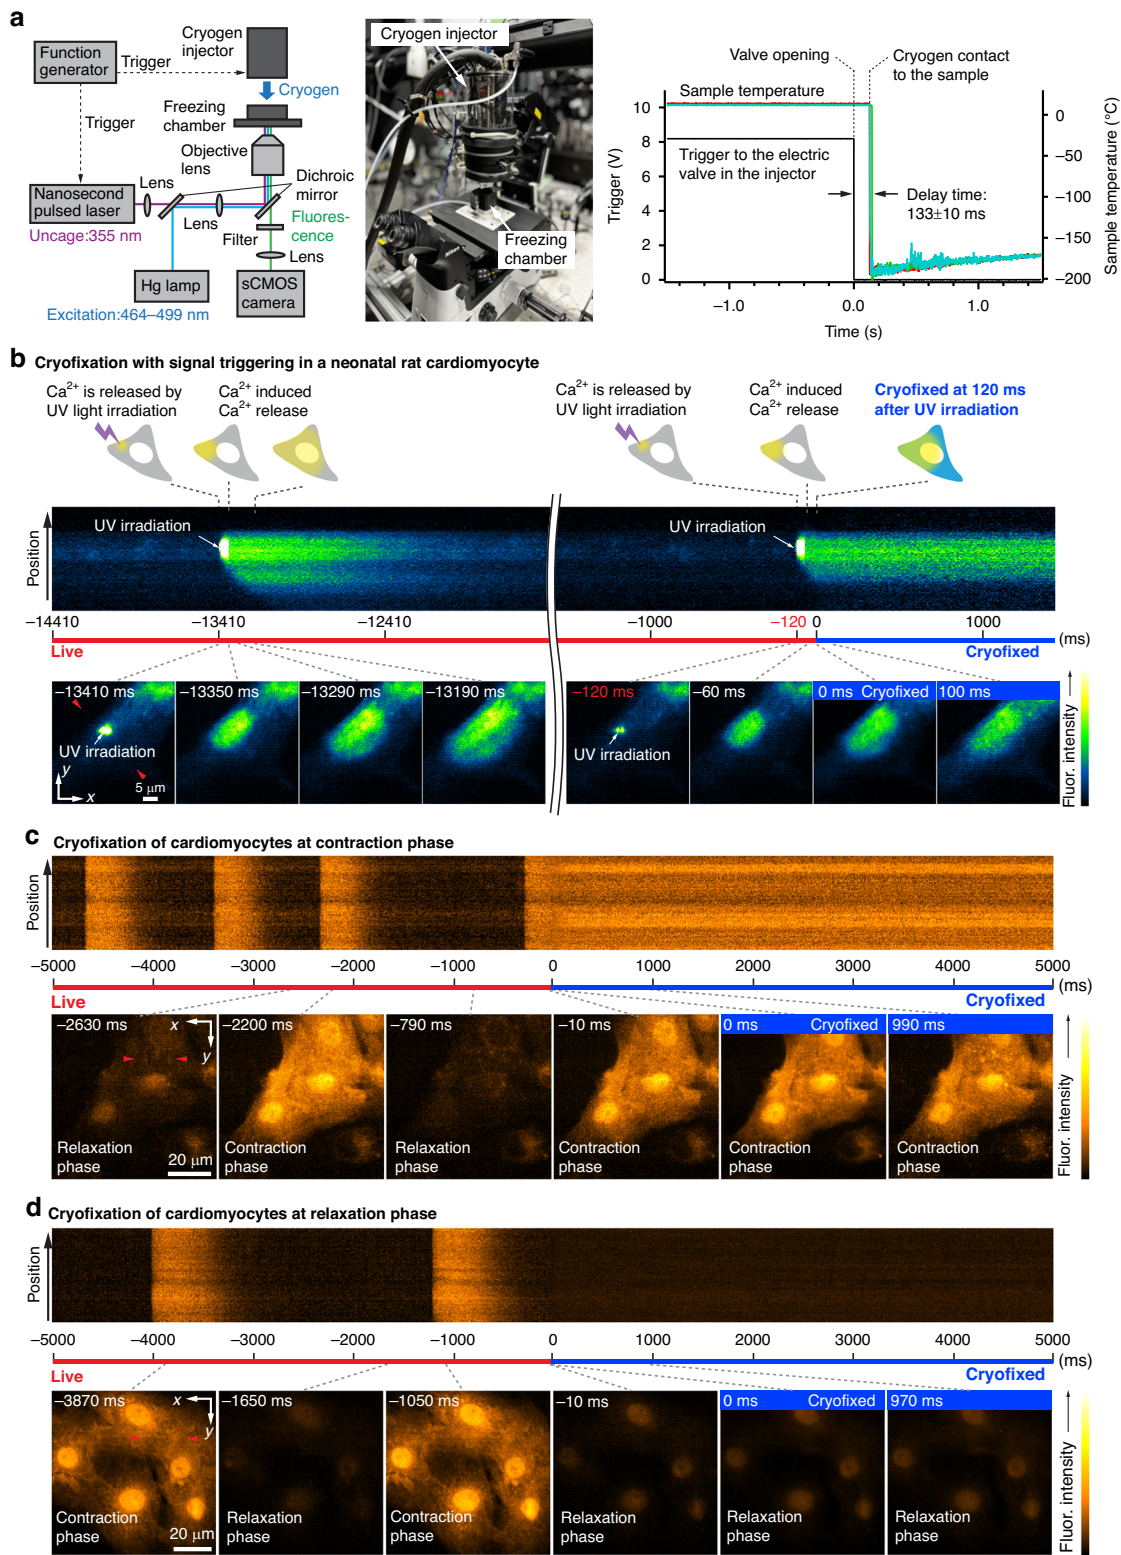 a
Function
generator
Trigger
Cryogen
injector
Cryogen
Trigger
Freezing
chamber
Objective
lens
Lens
Dichroic
mirror
Nanosecond
pulsed laser
Lens
Fluores-
cence
Uncage:355 nm
Filter
Lens
Hg lamp
sCMOS
camera
Excitation:464–499 nm
Cryogen injector
Freezing
chamber
Valve opening
Cryogen contact
to the sample
Sample temperature
Trigger to the electric
valve in the injector
Delay time:
133±10 ms
Trigger (V)
10
8
6
4
2
0
Sample temperature (°C)
0
–50
–100
–150
–200
–1.0
0.0
1.0
Time (s)
b Cryofixation with signal triggering in a neonatal rat cardiomyocyte
Ca2+ is released by
UV light irradiation
Ca2+ induced
Ca2+ release
Ca2+ is released by
UV light irradiation
Ca2+ induced
Ca2+ release
Cryofixed at 120 ms
after UV irradiation
Position
UV irradiation
UV irradiation
–14410
–13410
–12410
–1000
–120
0
1000
(ms)
Live
Cryofixed
–13410 ms
–13350 ms
–13290 ms
–13190 ms
–120 ms
–60 ms
0 ms Cryofixed
100 ms
UV irradiation
UV irradiation
y
x
5 μm
Fluor. intensity
c Cryofixation of cardiomyocytes at contraction phase
Position
–5000 –4000 –3000 –2000 –1000 0 1000 2000 3000 4000 5000
(ms)
Live
Cryofixed
–2630 ms
x
y
–2200 ms
–790 ms
–10 ms
0 ms Cryofixed
990 ms
Relaxation
phase
20 μm
Contraction
phase
Relaxation
phase
Contraction
phase
Contraction
phase
Contraction
phase
Fluor. intensity
d Cryofixation of cardiomyocytes at relaxation phase
Position
–5000 –4000 –3000 –2000 –1000 0 1000 2000 3000 4000 5000
(ms)
Live
Cryofixed
–3870 ms
x
y
–1650 ms
–1050 ms
–10 ms
0 ms Cryofixed
970 ms
Contraction
phase
20 μm
Relaxation
phase
Contraction
phase
Relaxation
phase
Relaxation
phase
Relaxation
phase
Fluor. intensity